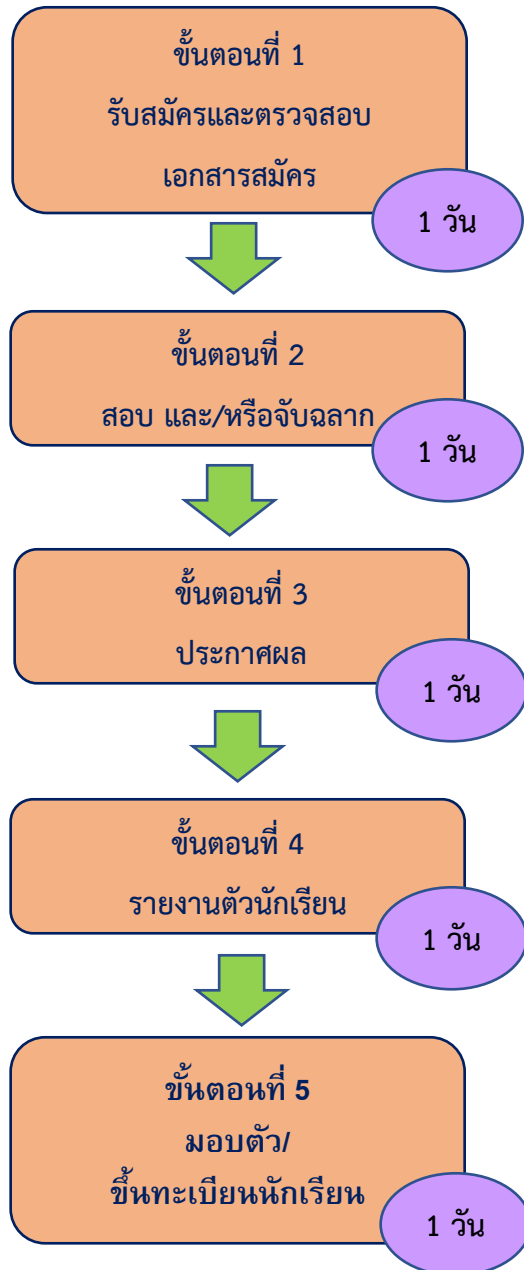 ขั้นตอนที่ 1
รับสมัครและตรวจสอบ
เอกสารสมัคร
1 วัน
ขั้นตอนที่ 2
สอบ และ/หรือจับฉลาก
1 วัน
ขั้นตอนที่ 3
ประกาศผล
1 วัน
ขั้นตอนที่ 4
รายงานตัวนักเรียน
1 วัน
ขั้นตอนที่ 5
มอบตัว/
ขึ้นทะเบียนนักเรียน
1 วัน